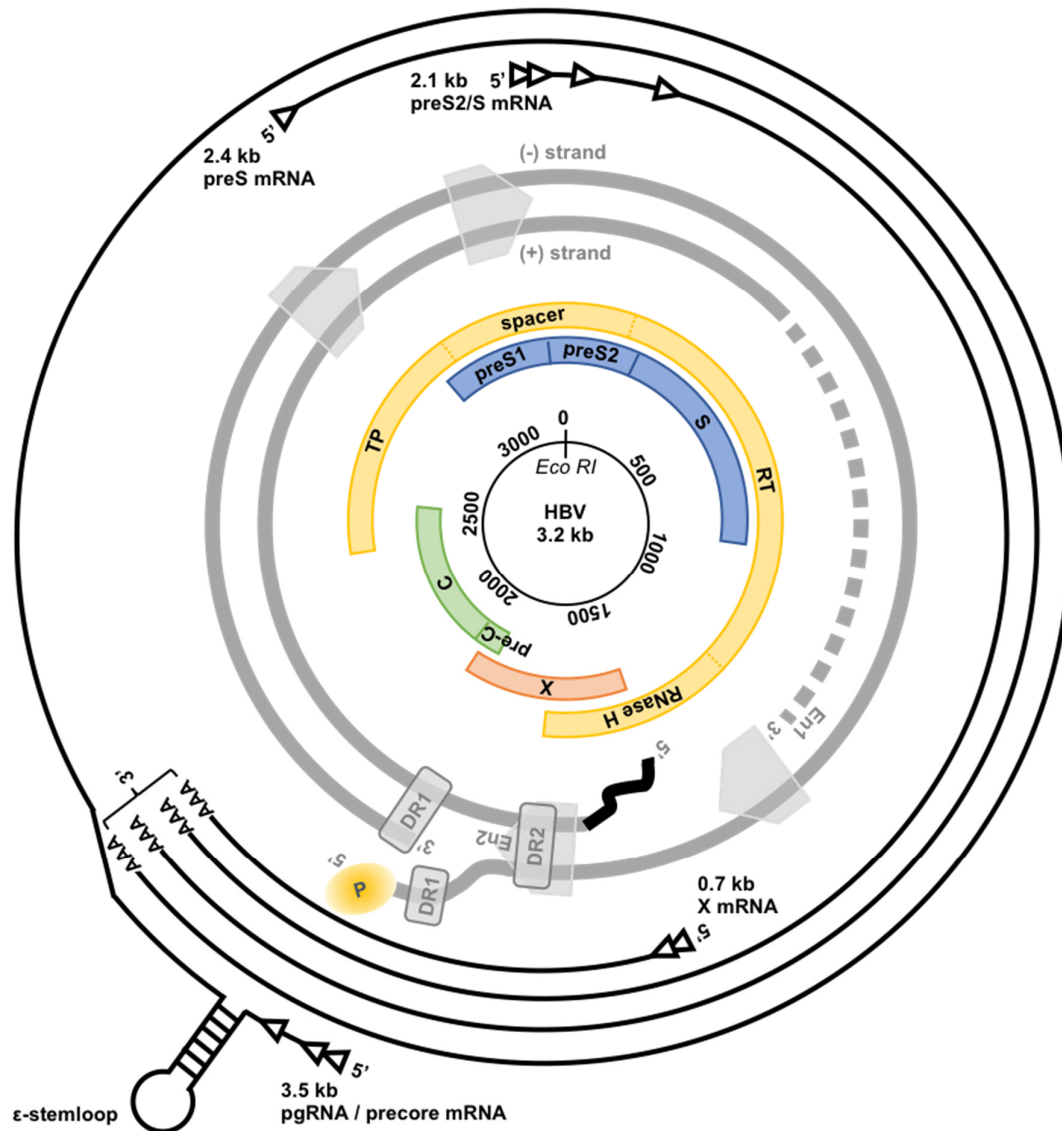 2.1 kb 5’
preS2/S mRNA
5’
2.4 kb
preS mRNA
(-) strand
(+) strand
spacer
preS1
preS2
S
TP
RT
0
Eco RI
3000
500
HBV
3.2 kb
2500
1000
2000
1500
C
pre-C
X
RNase H
En1
3’
5’
DR1
3’
En2
DR2
5’
P
DR1
3’
AAA
AAA
AAA
AAA
0.7 kb
X mRNA
5’
5’
3.5 kb
pgRNA / precore mRNA
ε-stemloop